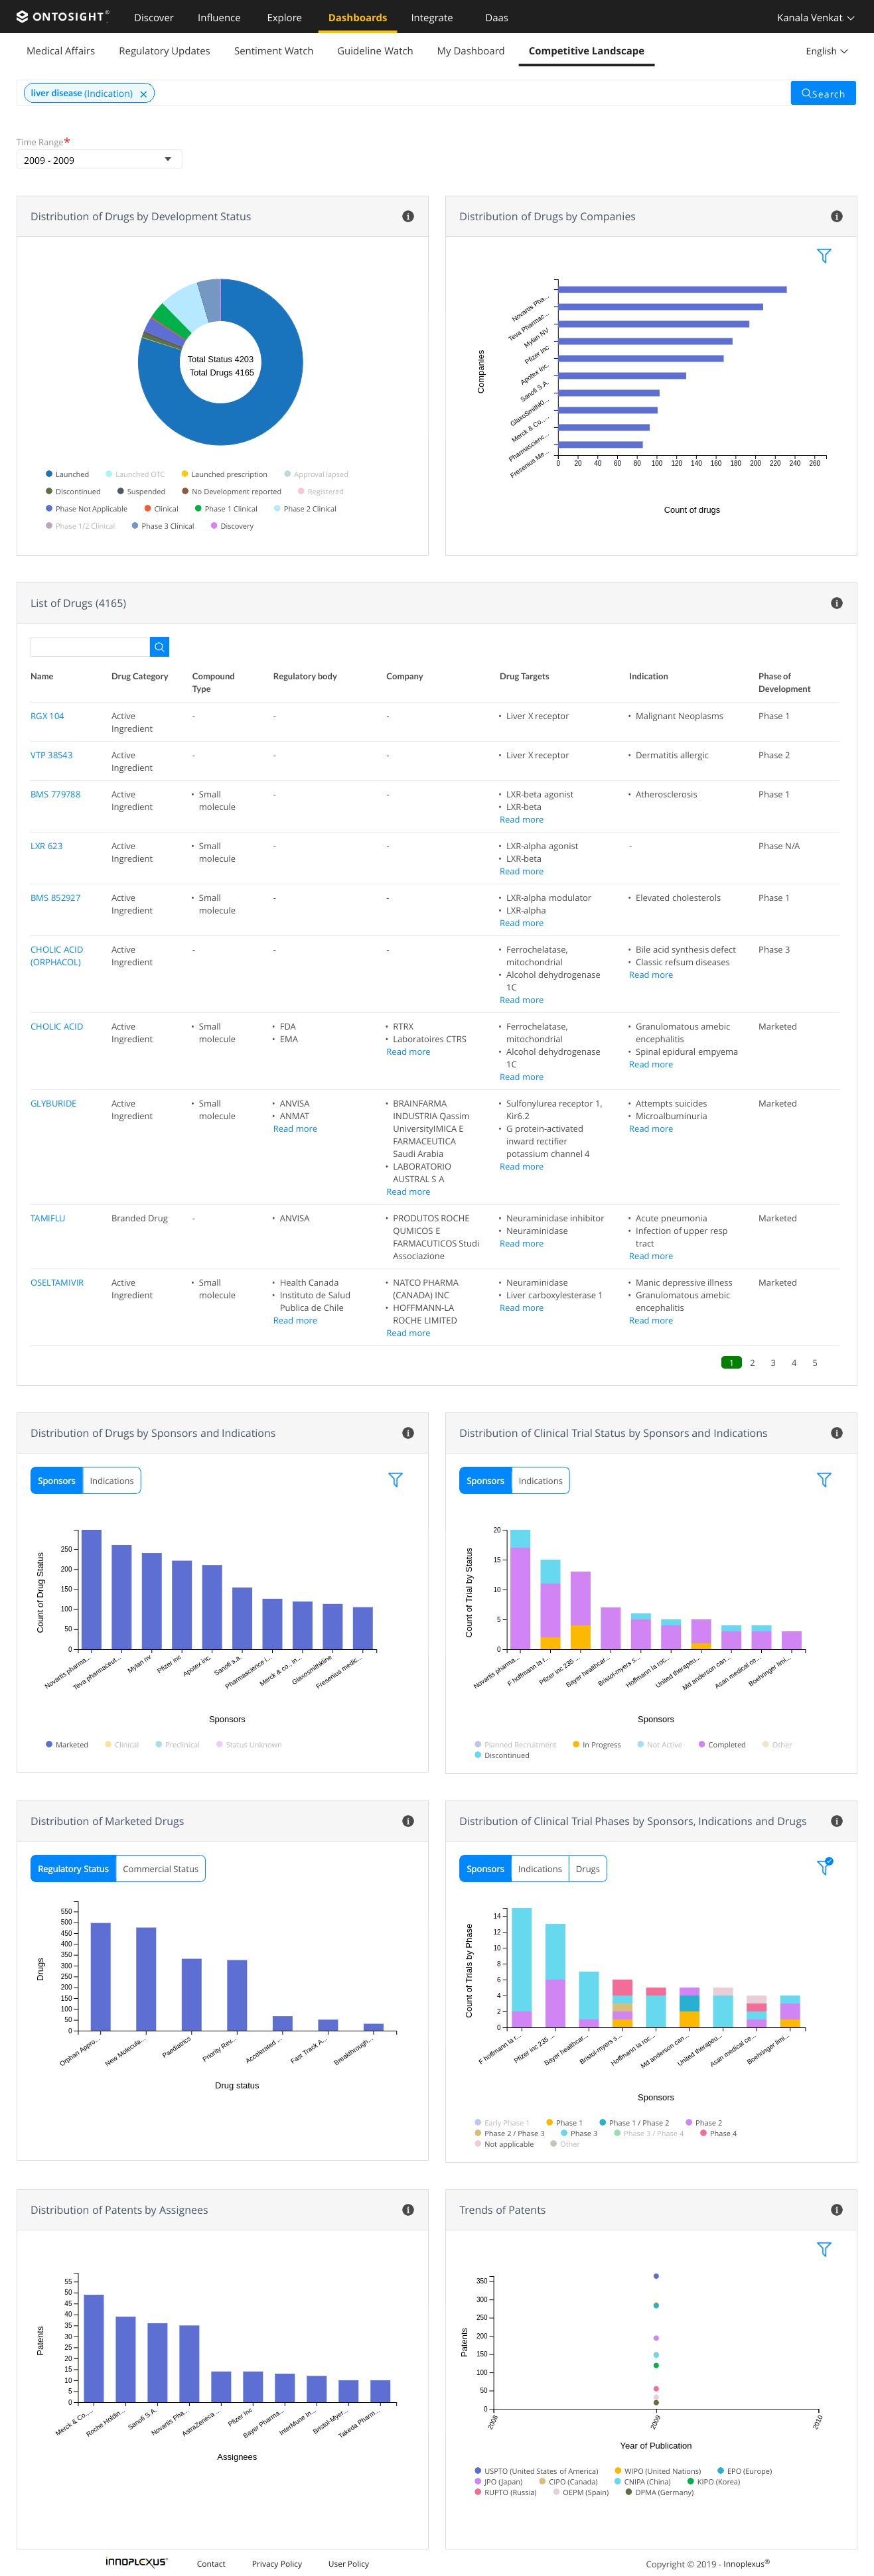 ONTOSIGHT® Discover Influence Explore Dashboards Integrate Daas Kanala Venkat
Medical Affairs Regulatory Updates Sentiment Watch Guideline Watch My Dashboard Competitive Landscape English
liver disease (Indication) × Search
Time Range*
2009 - 2009
Distribution of Drugs by Development Status
Total Status 4203
Total Drugs 4165
Launched Launched OTC Launched prescription Approval lapsed
Discontinued Suspended No Development reported Registered
Phase Not Applicable Clinical Phase 1 Clinical Phase 2 Clinical
Phase 1/2 Clinical Phase 3 Clinical Discovery
Distribution of Drugs by Companies
Companies
Novartis Pha...
Teva Pharmac...
Mylan NV
Pfizer Inc
Apotex Inc.
Sanofi S.A.
GlaxoSmithKl...
Merck & Co.,...
Pharmascienc...
Fresenius Me...
0 20 40 60 80 100 120 140 160 180 200 220 240 260
Count of drugs
List of Drugs (4165)
Name Drug Category Compound Type Regulatory body Company Drug Targets Indication Phase of Development
RGX 104 Active Ingredient - - - • Liver X receptor • Malignant Neoplasms Phase 1
VTP 38543 Active Ingredient - - - • Liver X receptor • Dermatitis allergic Phase 2
BMS 779788 Active Ingredient • Small molecule - - • LXR-beta agonist • LXR-beta Read more • Atherosclerosis Phase 1
LXR 623 Active Ingredient • Small molecule - - • LXR-alpha agonist • LXR-beta Read more - Phase N/A
BMS 852927 Active Ingredient • Small molecule - - • LXR-alpha modulator • LXR-alpha Read more • Elevated cholesterols Phase 1
CHOLIC ACID (ORPHACOL) Active Ingredient - - - • Ferrochelatase, mitochondrial • Alcohol dehydrogenase 1C Read more • Bile acid synthesis defect • Classic refsum diseases Read more Phase 3
CHOLIC ACID Active Ingredient • Small molecule • FDA • EMA • RTRX • Laboratoires CTRS Read more • Ferrochelatase, mitochondrial • Alcohol dehydrogenase 1C Read more • Granulomatous amebic encephalitis • Spinal epidural empyema Read more Marketed
GLYBURIDE Active Ingredient • Small molecule • ANVISA • ANMAT Read more • BRAINFARMA INDUSTRIA Qassim UniversityIMICA E FARMACEUTICA Saudi Arabia • LABORATORIO AUSTRAL S A Read more • Sulfonylurea receptor 1, Kir6.2 • G protein-activated inward rectifier potassium channel 4 Read more • Attempts suicides • Microalbuminuria Read more Marketed
TAMIFLU Branded Drug - • ANVISA • PRODUTOS ROCHE QUMICOS E FARMACUTICOS Studi Associazione • Neuraminidase inhibitor • Neuraminidase Read more • Acute pneumonia • Infection of upper resp tract Read more Marketed
OSELTAMIVIR Active Ingredient • Small molecule • Health Canada • Instituto de Salud Publica de Chile Read more • NATCO PHARMA (CANADA) INC • HOFFMANN-LA ROCHE LIMITED Read more • Neuraminidase • Liver carboxylesterase 1 Read more • Manic depressive illness • Granulomatous amebic encephalitis Read more Marketed
1 2 3 4 5
Distribution of Drugs by Sponsors and Indications
Sponsors Indications
Count of Drug Status
250
200
150
100
50
0
Novartis pharma... Teva pharmaceut... Mylan nv Pfizer inc Apotex inc. Sanofi s.a. Pharmascience i... Merck & co., in... Glaxosmithkline Fresenius medic...
Sponsors
Marketed Clinical Preclinical Status Unknown
Distribution of Clinical Trial Status by Sponsors and Indications
Sponsors Indications
Count of Trial by Status
20
15
10
5
0
Novartis pharma... F hoffmann la r... Pfizer inc 235 ... Bayer healthcar... Bristol-myers s... Hoffmann la roc... United therapeu... Md anderson can... Asan medical ce... Boehringer limi...
Sponsors
Planned Recruitment In Progress Not Active Completed Other
Discontinued
Distribution of Marketed Drugs
Regulatory Status Commercial Status
Drugs
550
500
450
400
350
300
250
200
150
100
50
0
Orphan Appro... New Molecula... Paediatrics Priority Rev... Accelerated ... Fast Track A... Breakthrough...
Drug status
Distribution of Clinical Trial Phases by Sponsors, Indications and Drugs
Sponsors Indications Drugs
Count of Trials by Phase
14
12
10
8
6
4
2
0
F hoffmann la r... Pfizer inc 235 ... Bayer healthcar... Bristol-myers s... Hoffmann la roc... Md anderson can... United therapeu... Asan medical ce... Boehringer limi...
Sponsors
Early Phase 1 Phase 1 Phase 1 / Phase 2 Phase 2
Phase 2 / Phase 3 Phase 3 Phase 3 / Phase 4 Phase 4
Not applicable Other
Distribution of Patents by Assignees
Patents
55
50
45
40
35
30
25
20
15
10
5
0
Merck & Co.,... Roche Holdin... Sanofi S.A. Novartis Pha... AstraZeneca ... Pfizer Inc Bayer Pharma... InterMune In... Bristol-Myer... Takeda Pharm...
Assignees
Trends of Patents
Patents
350
300
250
200
150
100
50
0
2008 2009 2010
Year of Publication
USPTO (United States of America) WIPO (United Nations) EPO (Europe)
JPO (Japan) CIPO (Canada) CNIPA (China) KIPO (Korea)
RUPTO (Russia) OEPM (Spain) DPMA (Germany)
INNOPLEXUS Contact Privacy Policy User Policy Copyright © 2019 - Innoplexus®